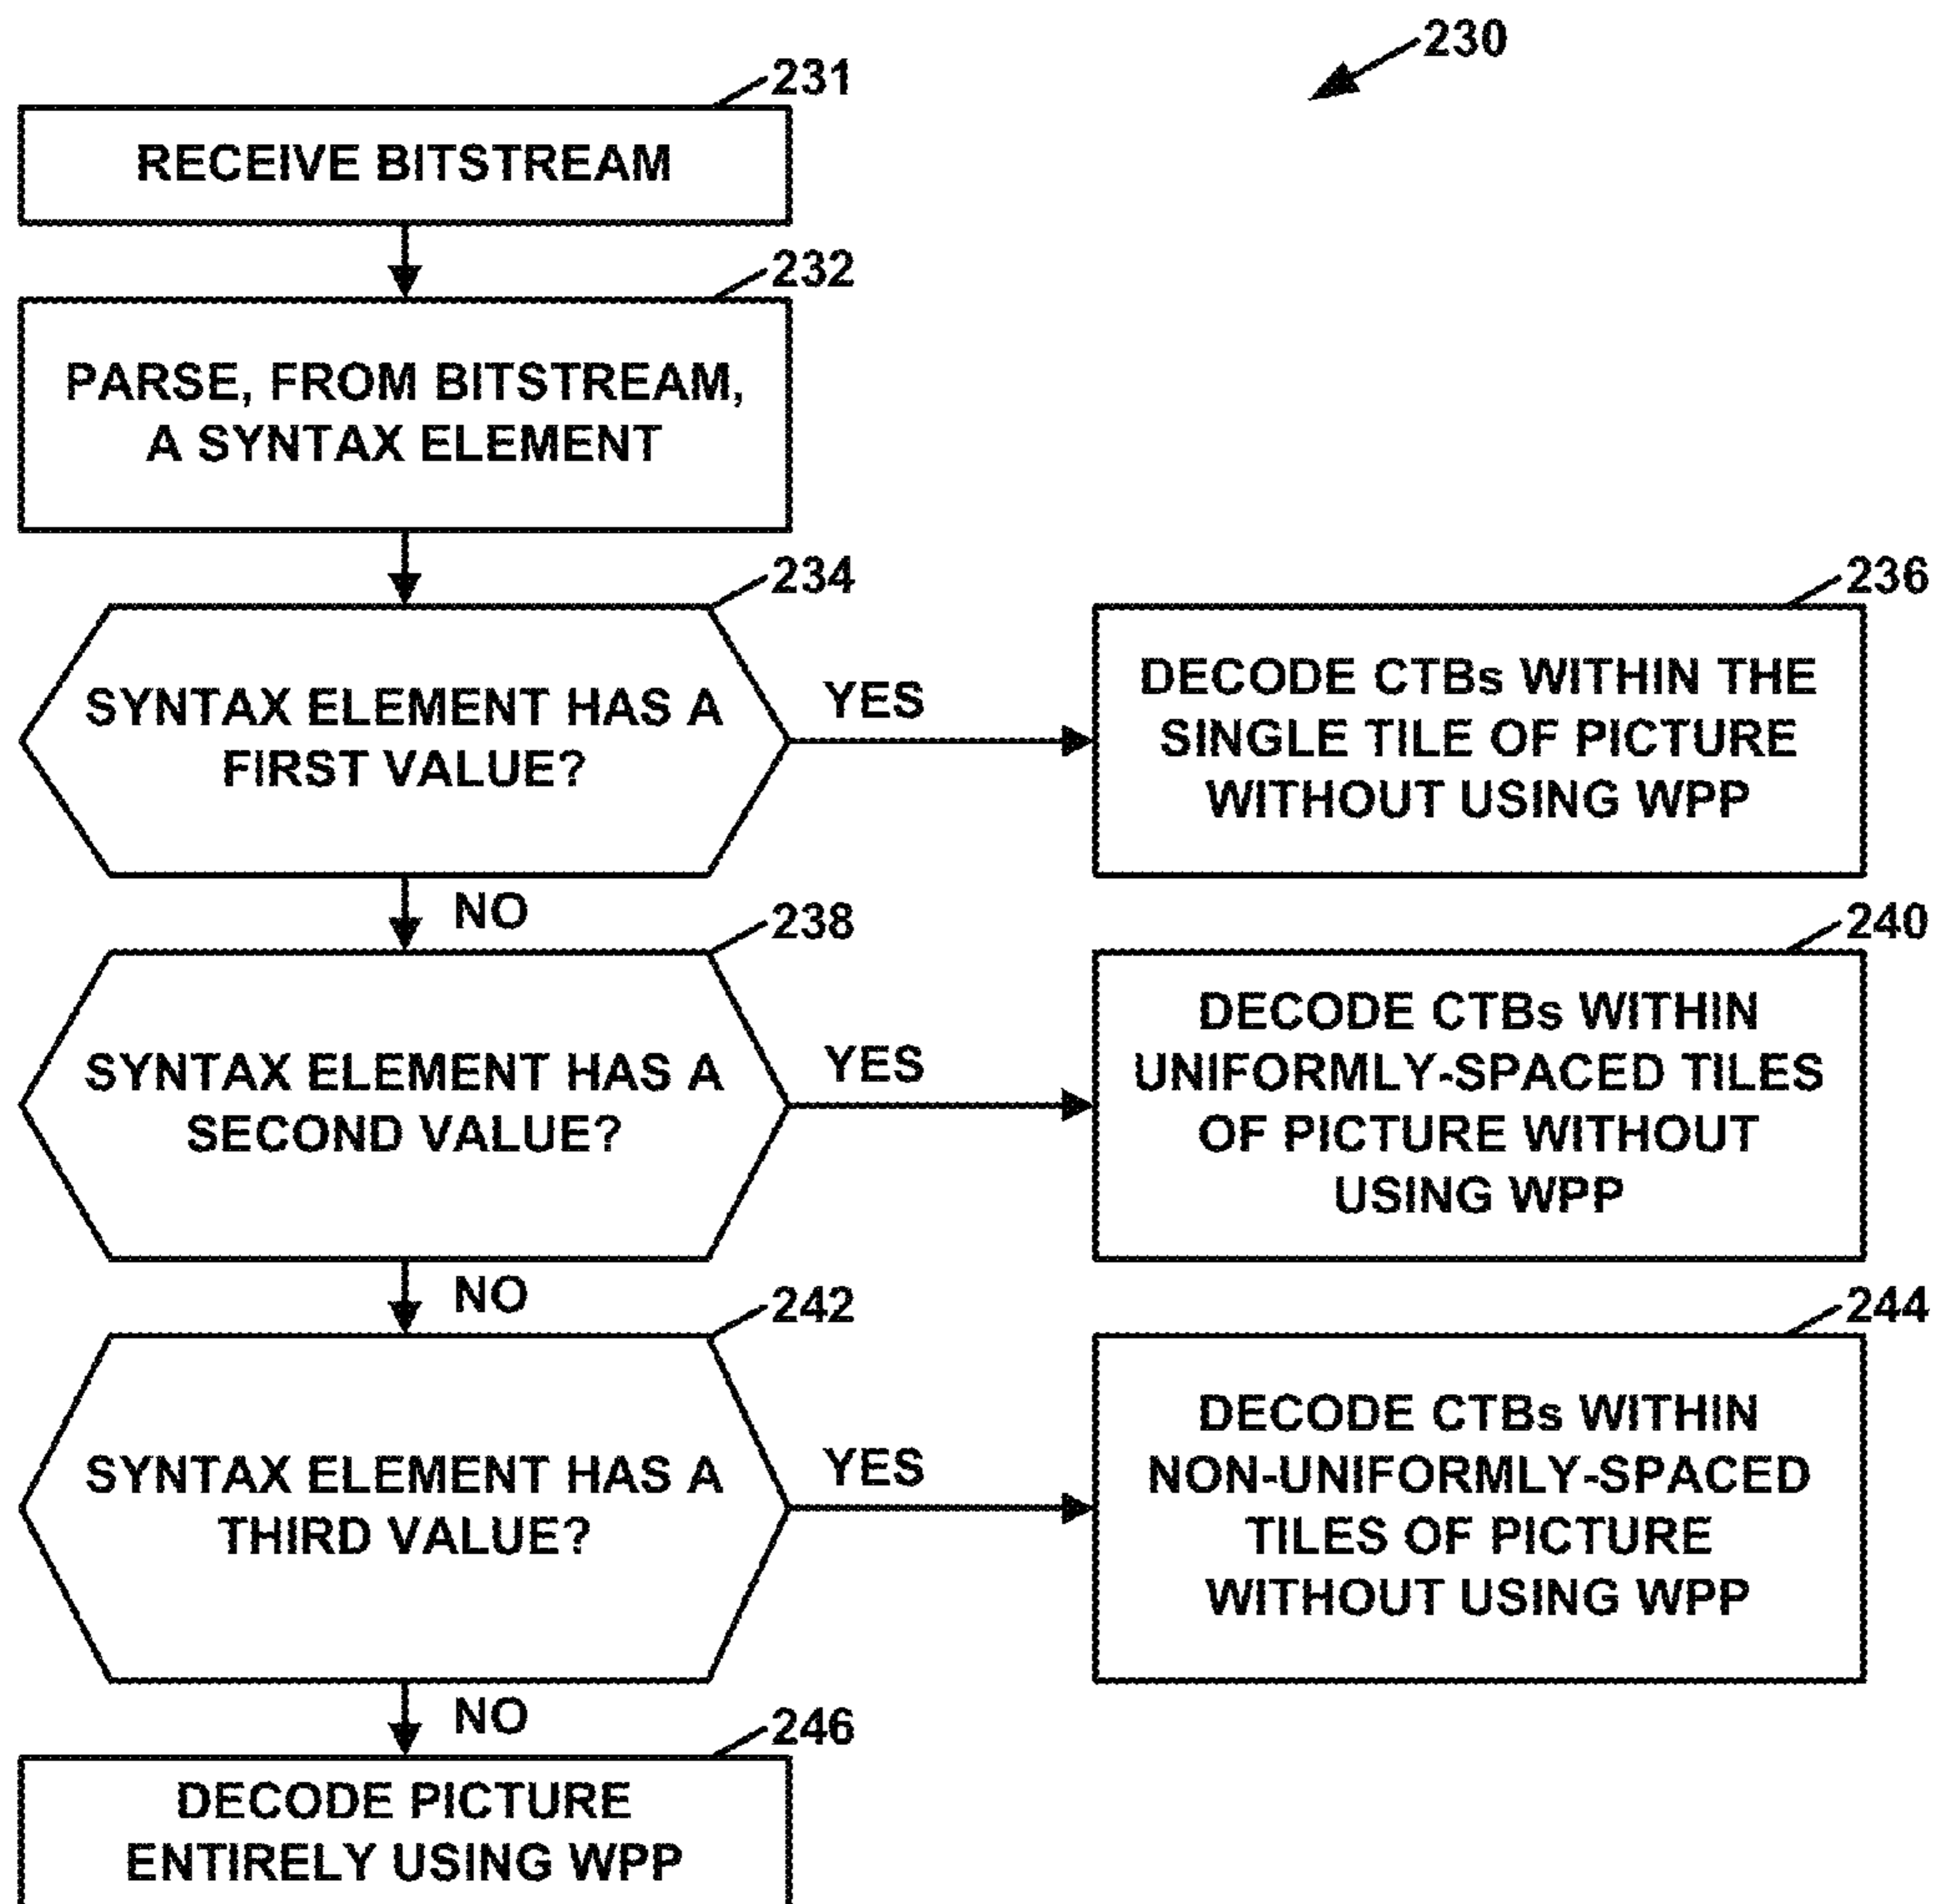 230
231
RECEIVE BITSTREAM
232
PARSE, FROM BITSTREAM,
A SYNTAX ELEMENT
234
SYNTAX ELEMENT HAS A
FIRST VALUE?
YES
236
DECODE CTBs WITHIN THE
SINGLE TILE OF PICTURE
WITHOUT USING WPP
NO
238
SYNTAX ELEMENT HAS A
SECOND VALUE?
YES
240
DECODE CTBs WITHIN
UNIFORMLY-SPACED TILES
OF PICTURE WITHOUT
USING WPP
NO
242
SYNTAX ELEMENT HAS A
THIRD VALUE?
YES
244
DECODE CTBs WITHIN
NON-UNIFORMLY-SPACED
TILES OF PICTURE
WITHOUT USING WPP
NO
246
DECODE PICTURE
ENTIRELY USING WPP